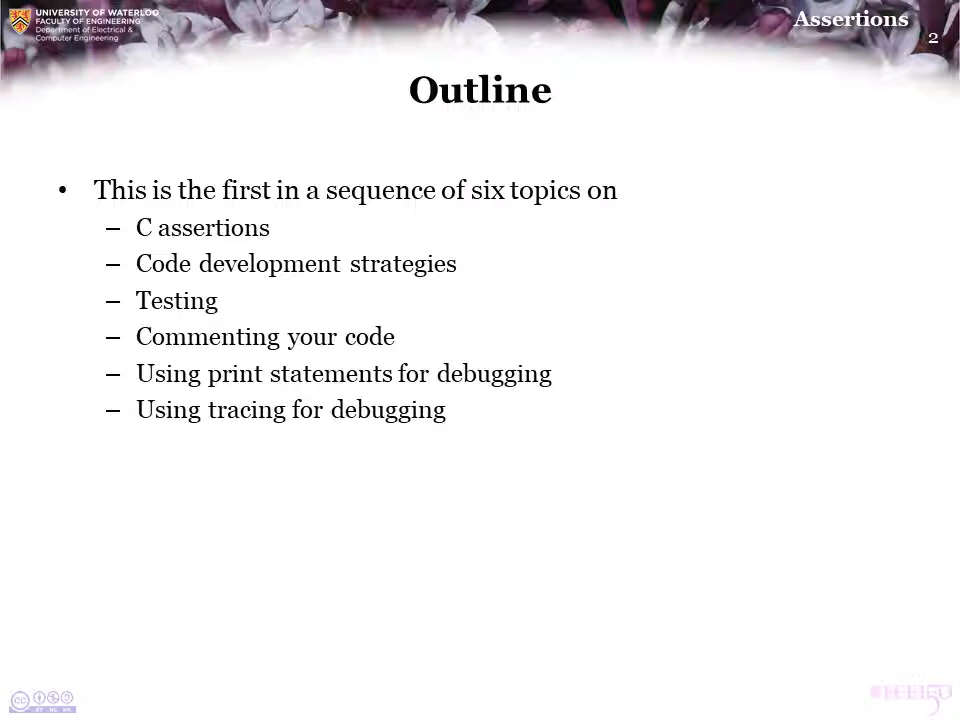 UNIVERSITY OF WATERLOO
FACULTY OF ENGINEERING
Department of Electrical &
Computer Engineering
Assertions
2
Outline
• This is the first in a sequence of six topics on
– C assertions
– Code development strategies
– Testing
– Commenting your code
– Using print statements for debugging
– Using tracing for debugging